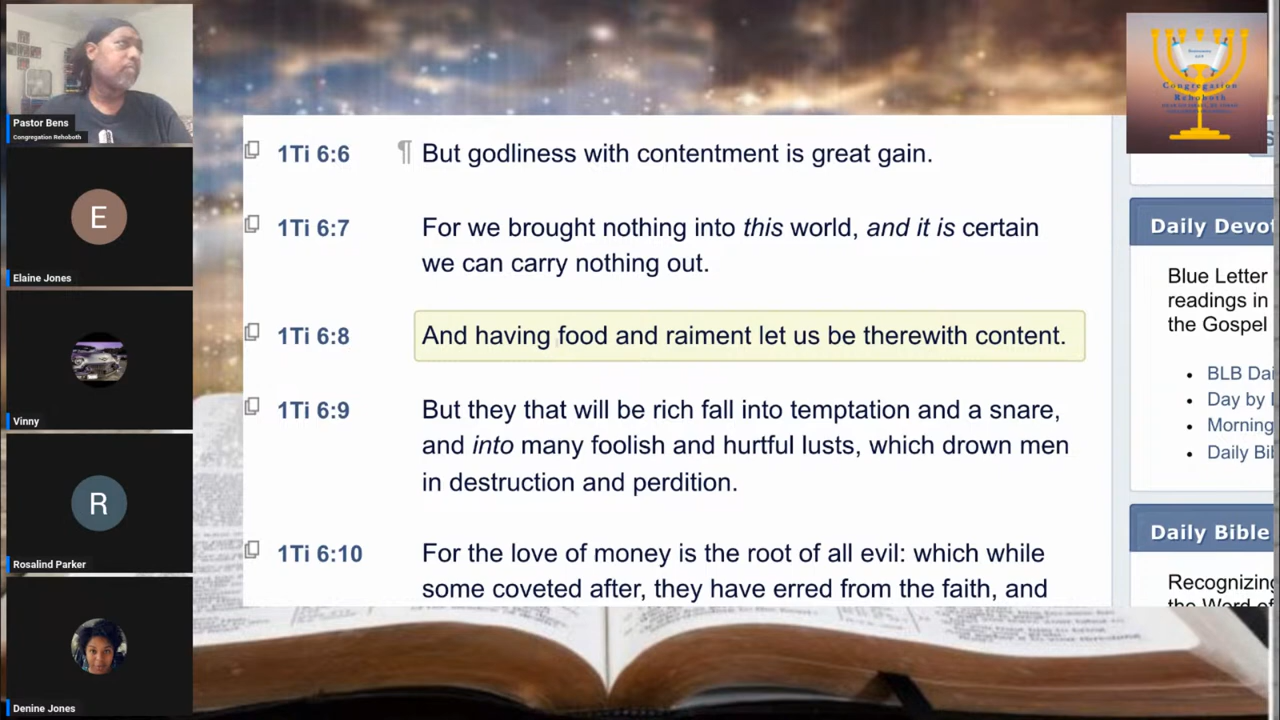 Pastor Bens
Congregation Rehoboth
E
Elaine Jones
Vinny
R
Rosalind Parker
Denine Jones
1Ti 6:6 ¶ But godliness with contentment is great gain.
1Ti 6:7 For we brought nothing into this world, and it is certain
we can carry nothing out.
1Ti 6:8 And having food and raiment let us be therewith content.
1Ti 6:9 But they that will be rich fall into temptation and a snare,
and into many foolish and hurtful lusts, which drown men
in destruction and perdition.
1Ti 6:10 For the love of money is the root of all evil: which while
some coveted after, they have erred from the faith, and
Congregation
Rehoboth
Daily Devot
Blue Letter
readings in
the Gospel
• BLB Dai
• Day by
• Morning
• Daily Bi
Daily Bible
Recognizing
the Word of